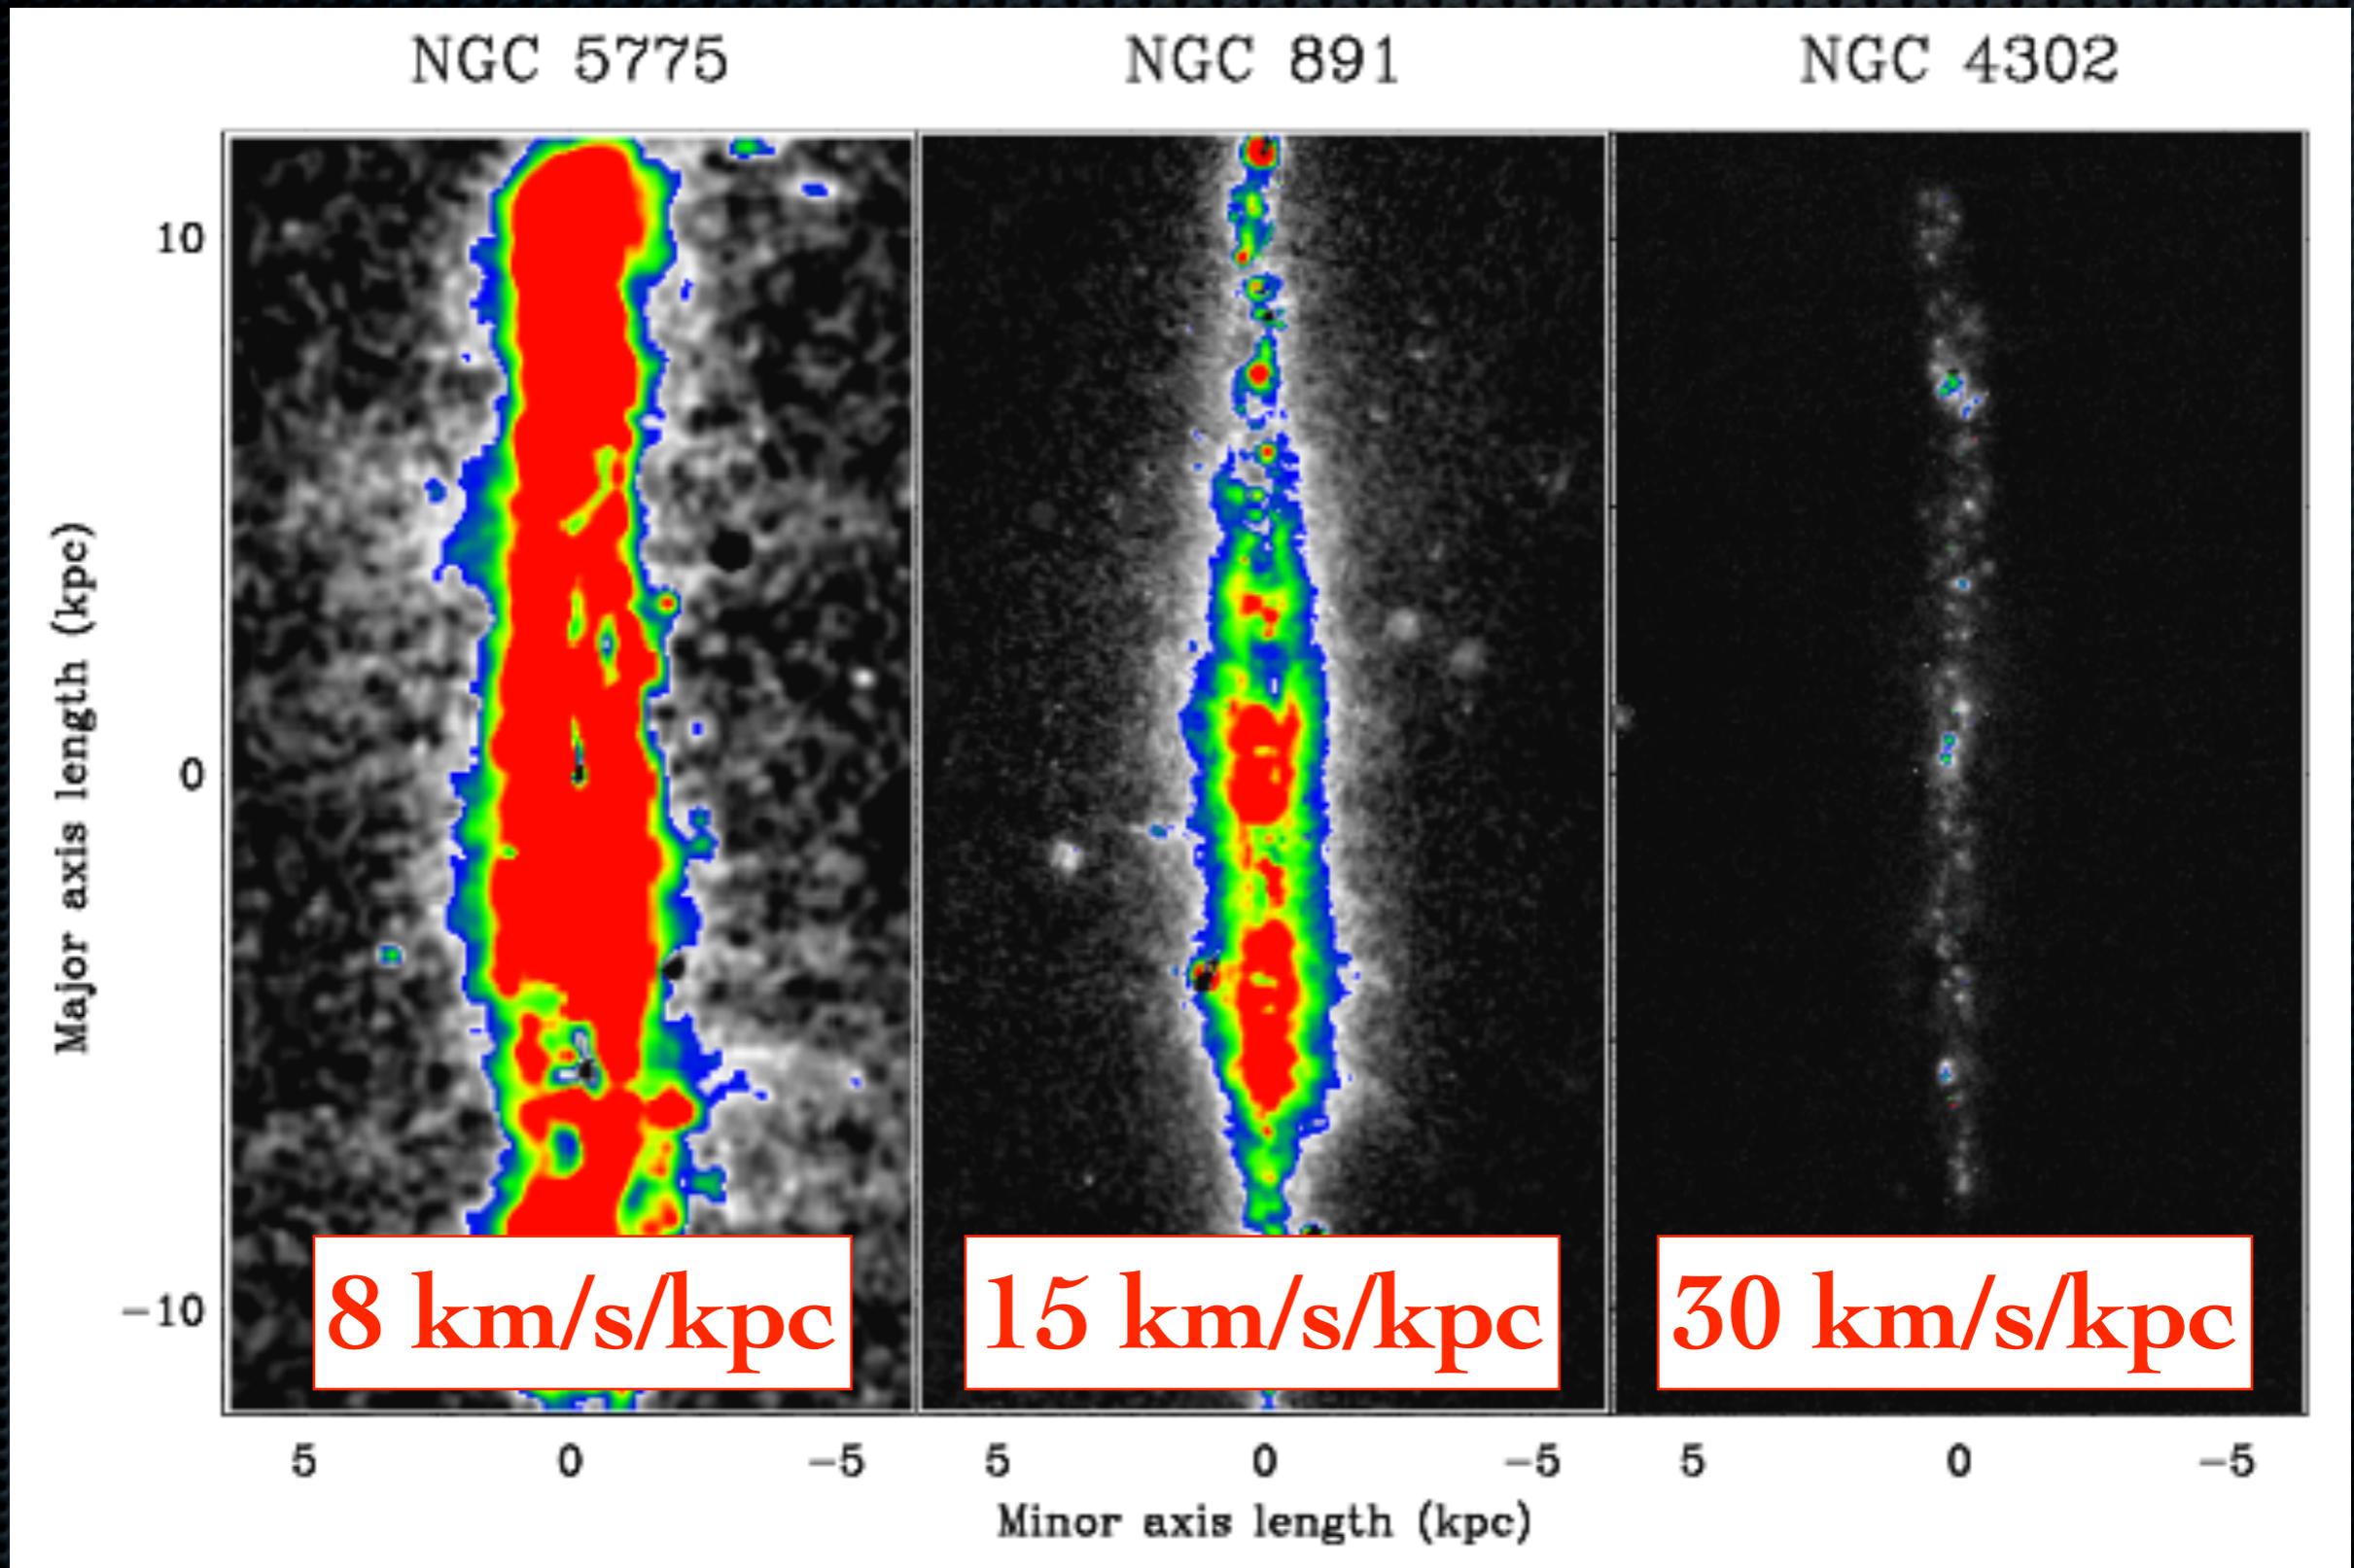 NGC 5775
NGC 891
NGC 4302
Major axis length (kpc)
10
0
−10
8 km/s/kpc
15 km/s/kpc
30 km/s/kpc
5 0 −5
5 0 −5
5 0 −5
Minor axis length (kpc)